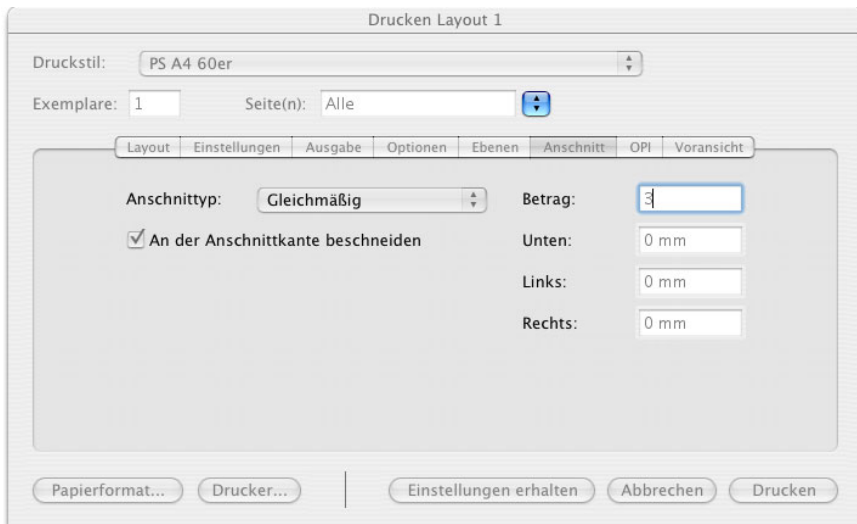 Drucken Layout 1
Druckstil: PS A4 60er
Exemplare: 1 Seite(n): Alle
Layout Einstellungen Ausgabe Optionen Ebenen Anschnitt OPI Voransicht
Anschnittyp: Gleichmäßig Betrag: 3
An der Anschnittkante beschneiden Unten: 0 mm
Links: 0 mm
Rechts: 0 mm
Papierformat... Drucker... Einstellungen erhalten Abbrechen Drucken